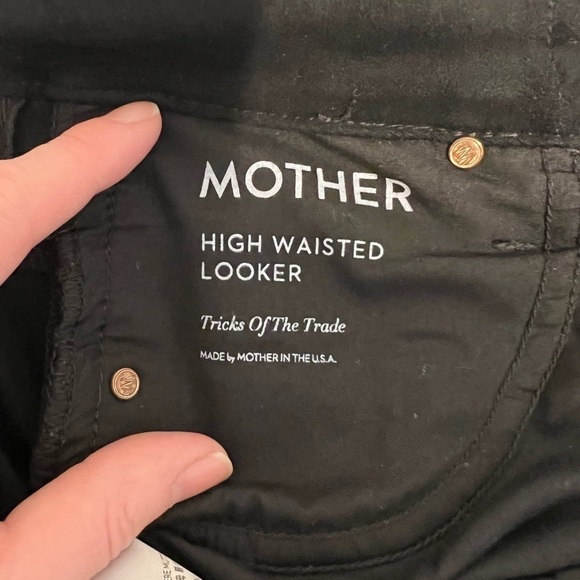 MOTHER
HIGH WAISTED
LOOKER
Tricks Of The Trade
MADE by MOTHER IN THE U.S.A.